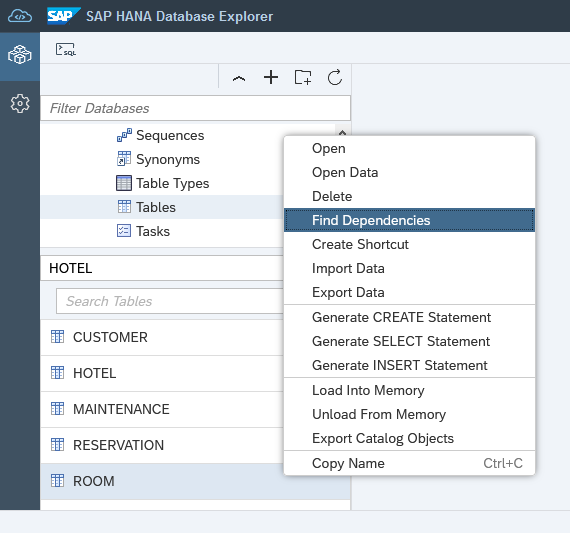 SAP SAP HANA Database Explorer
SQL
Filter Databases
Sequences
Synonyms
Table Types
Tables
Tasks
HOTEL
Search Tables
CUSTOMER
HOTEL
MAINTENANCE
RESERVATION
ROOM
Open
Open Data
Delete
Find Dependencies
Create Shortcut
Import Data
Export Data
Generate CREATE Statement
Generate SELECT Statement
Generate INSERT Statement
Load Into Memory
Unload From Memory
Export Catalog Objects
Copy Name Ctrl+C